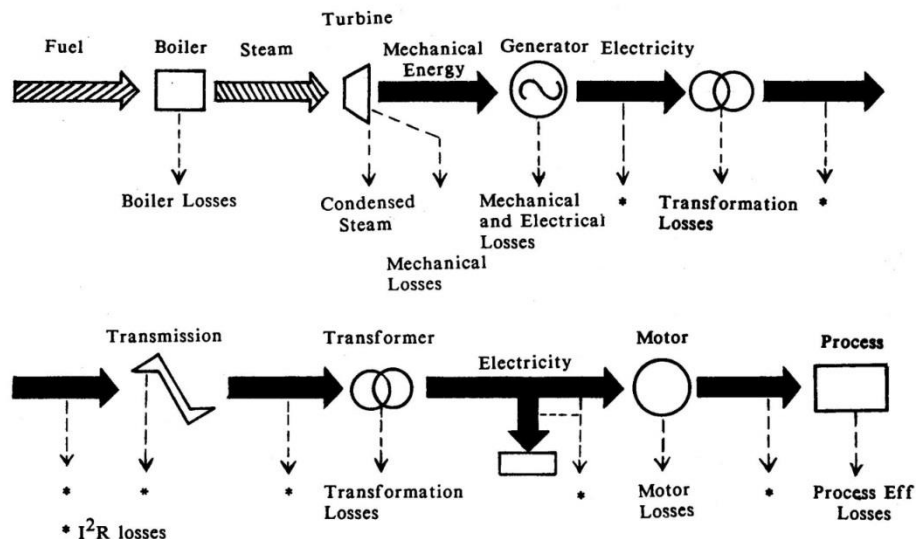 Turbine
Fuel Boiler Steam Mechanical Energy Generator Electricity
Boiler Losses
Condensed Steam
Mechanical Losses
Mechanical and Electrical Losses
*
Transformation Losses
*
Transmission Transformer Electricity Motor Process
* * * Transformation Losses * Motor Losses * Process Eff Losses
* I²R losses